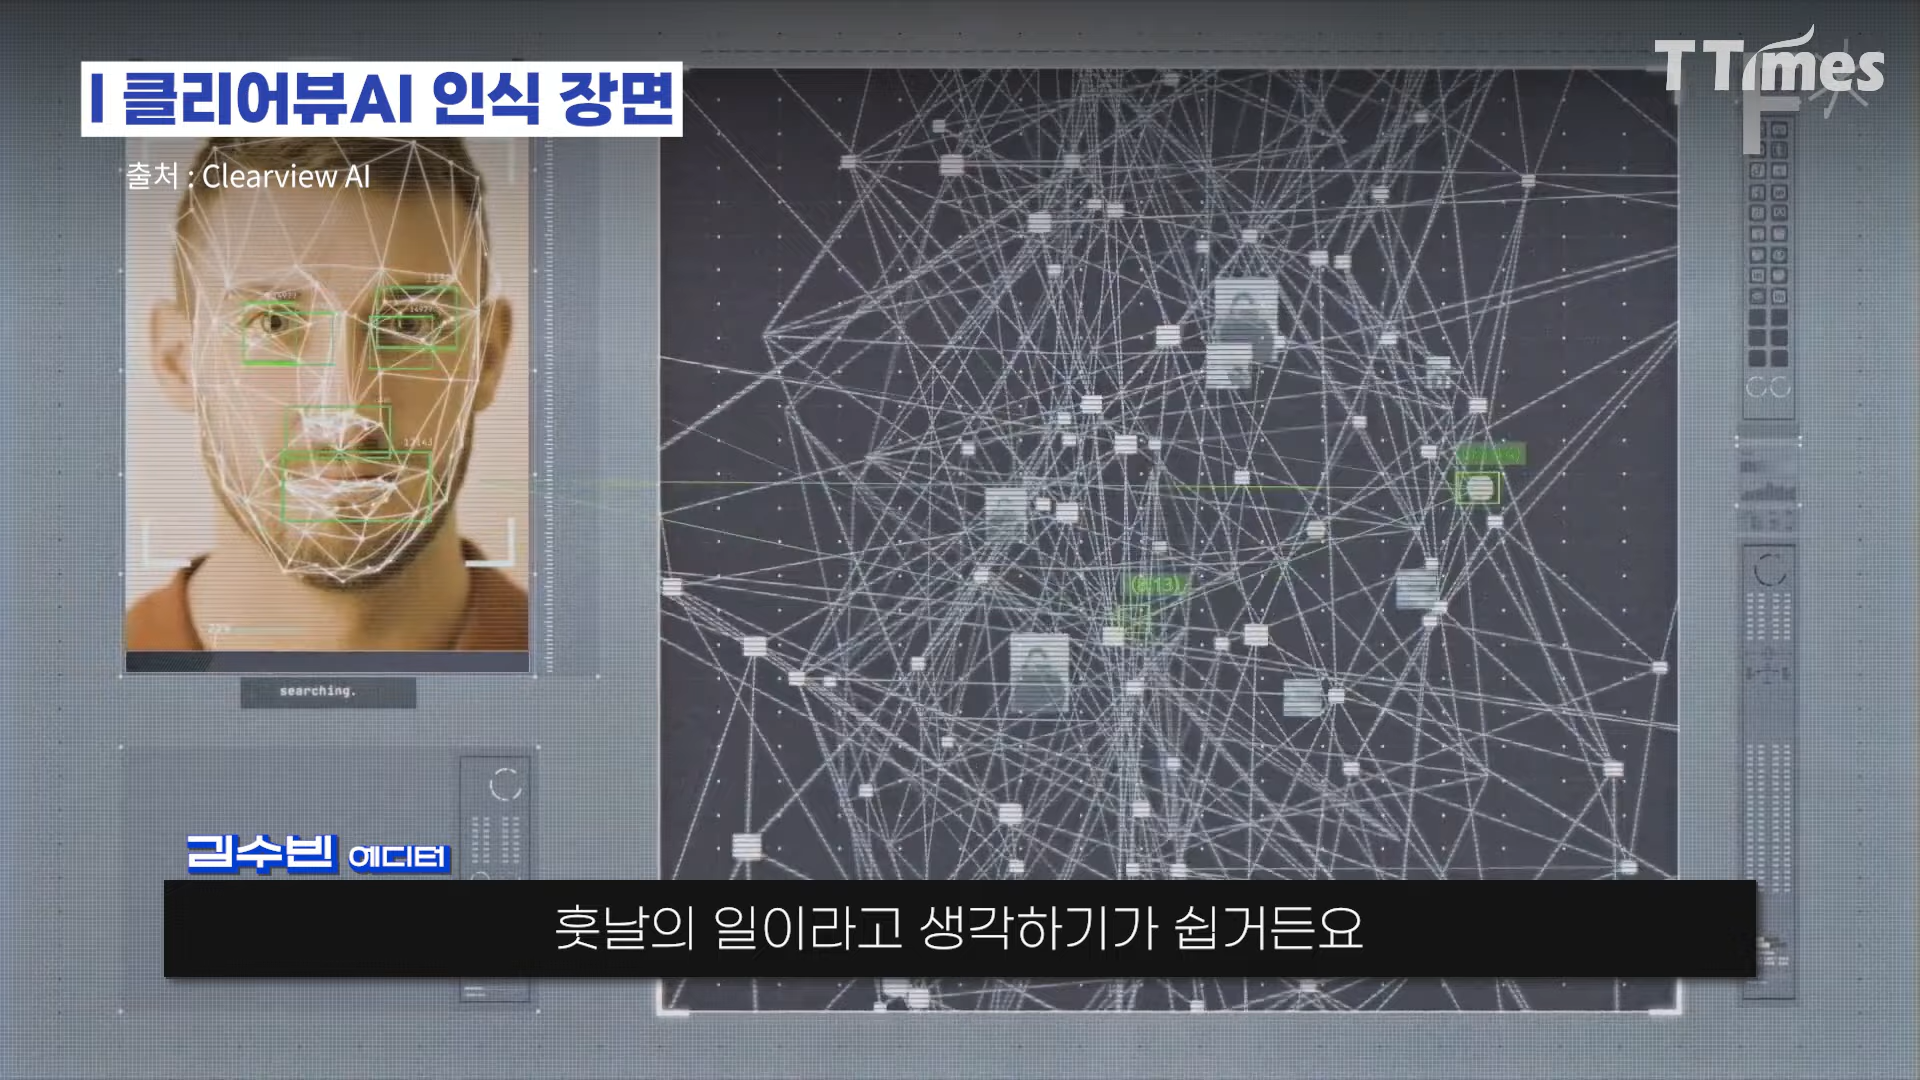 TTimes
| 클리어뷰AI 인식 장면
출처 : Clearview AI
searching.
김수빈 에디터
훗날의 일이라고 생각하기가 쉽거든요